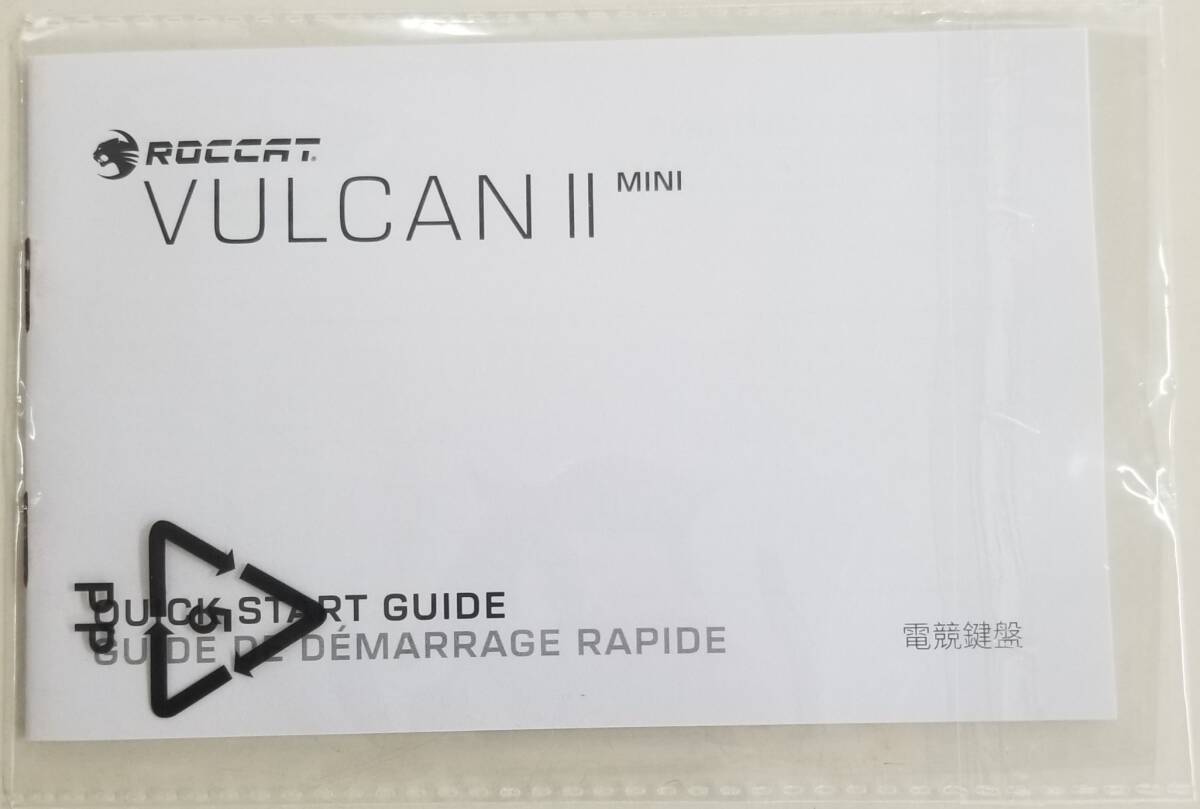 ROCCAT®
VULCAN II MINI
QUICK START GUIDE
GUIDE DE DÉMARRAGE RAPIDE
電競鍵盤
5
PP